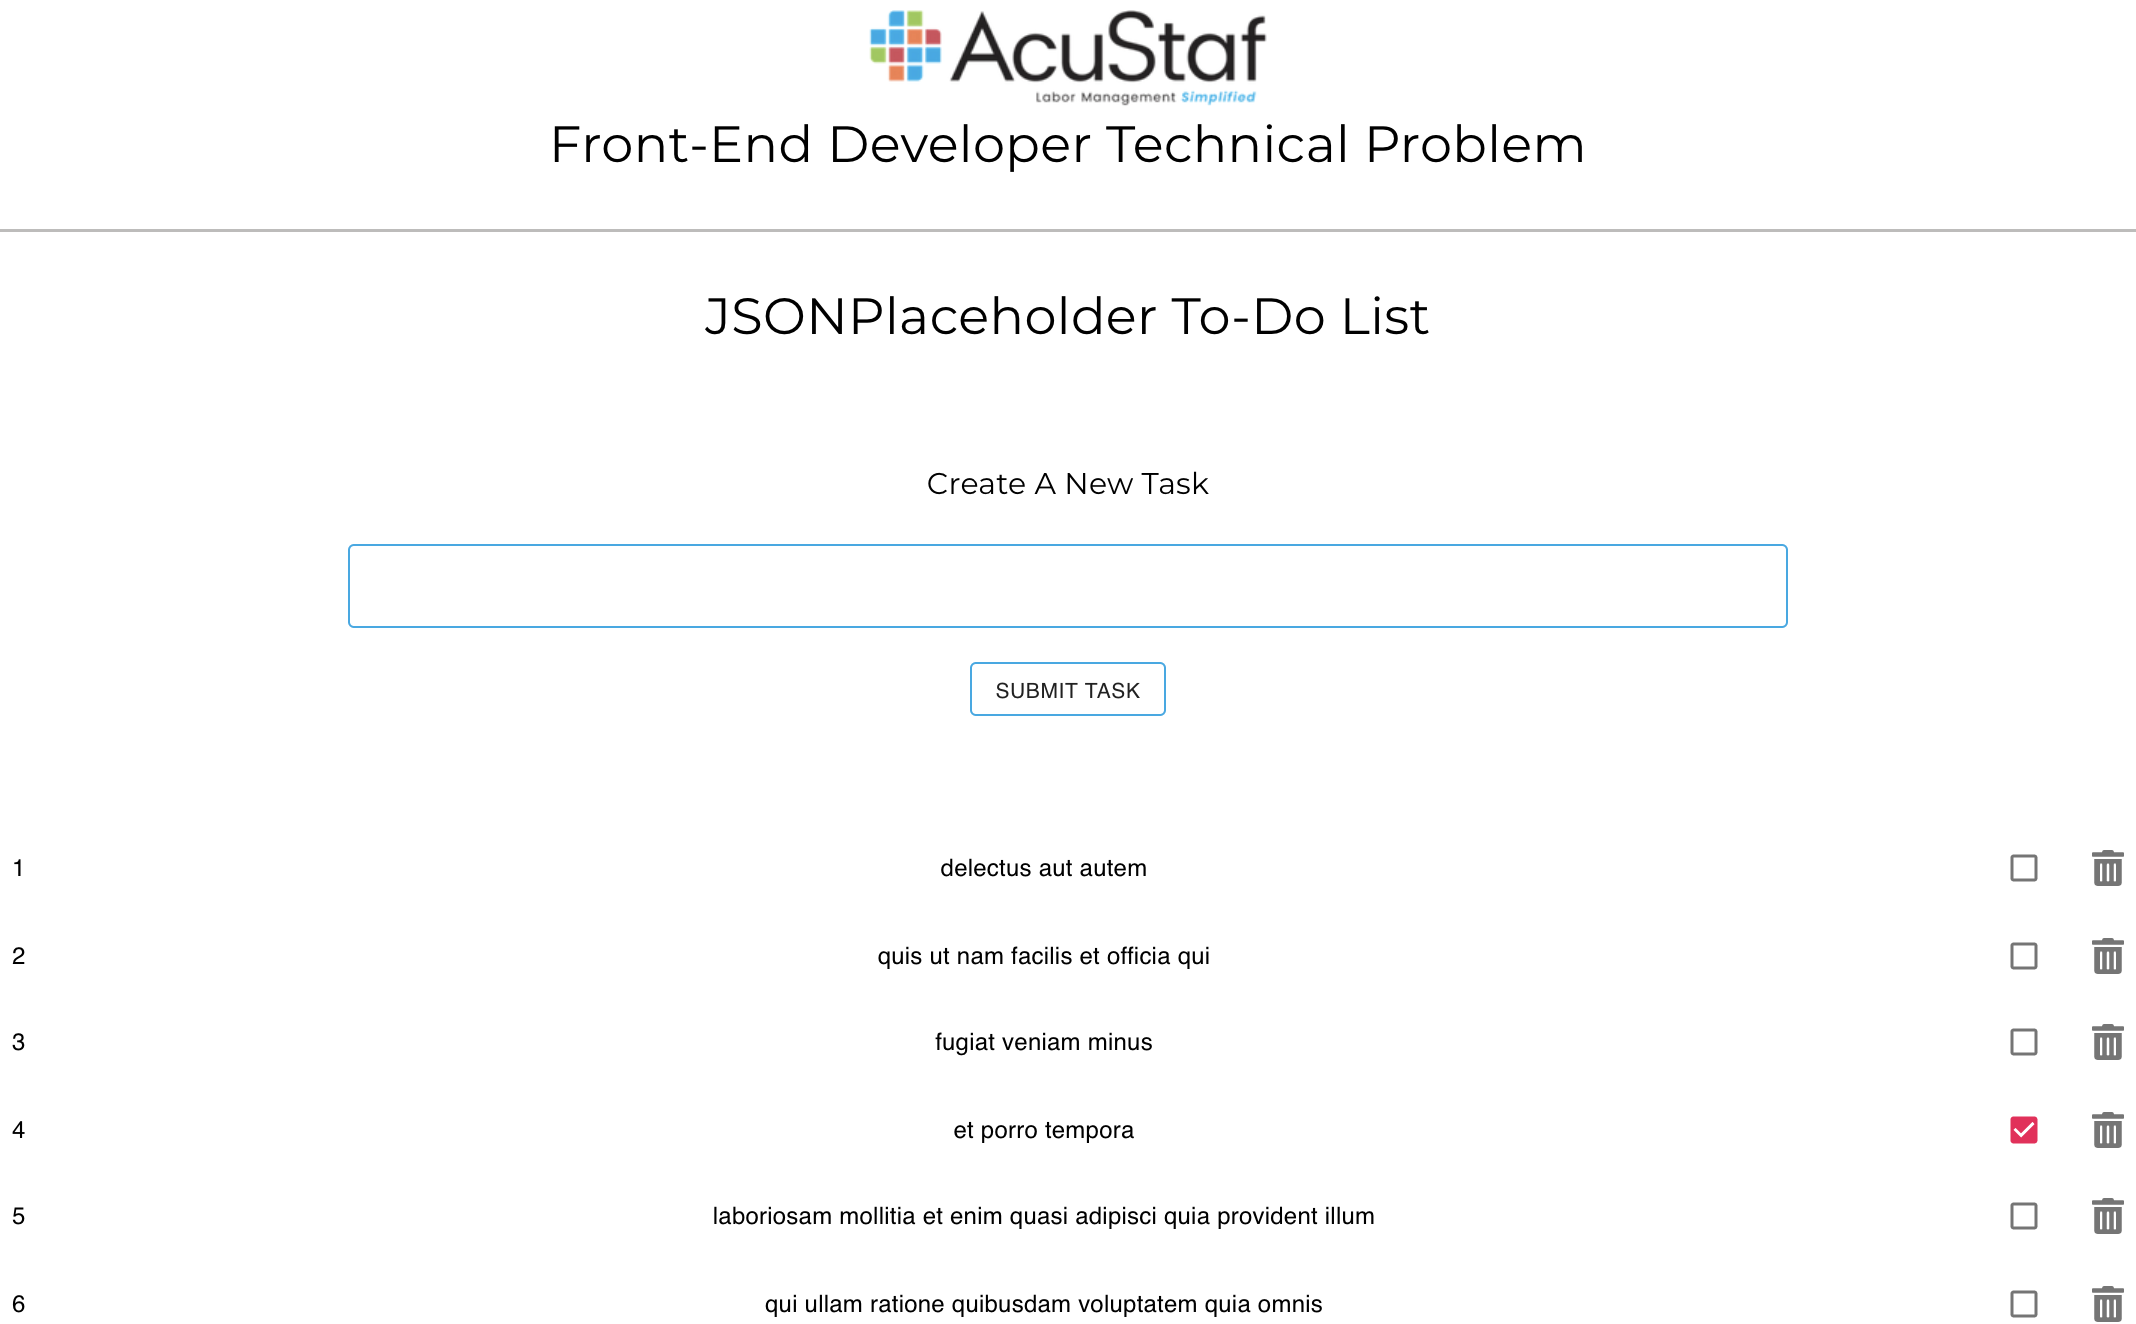 AcuStaf
Labor Management Simplified
Front-End Developer Technical Problem
JSONPlaceholder To-Do List
Create A New Task
SUBMIT TASK
1 delectus aut autem
2 quis ut nam facilis et officia qui
3 fugiat veniam minus
4 et porro tempora
5 laboriosam mollitia et enim quasi adipisci quia provident illum
6 qui ullam ratione quibusdam voluptatem quia omnis